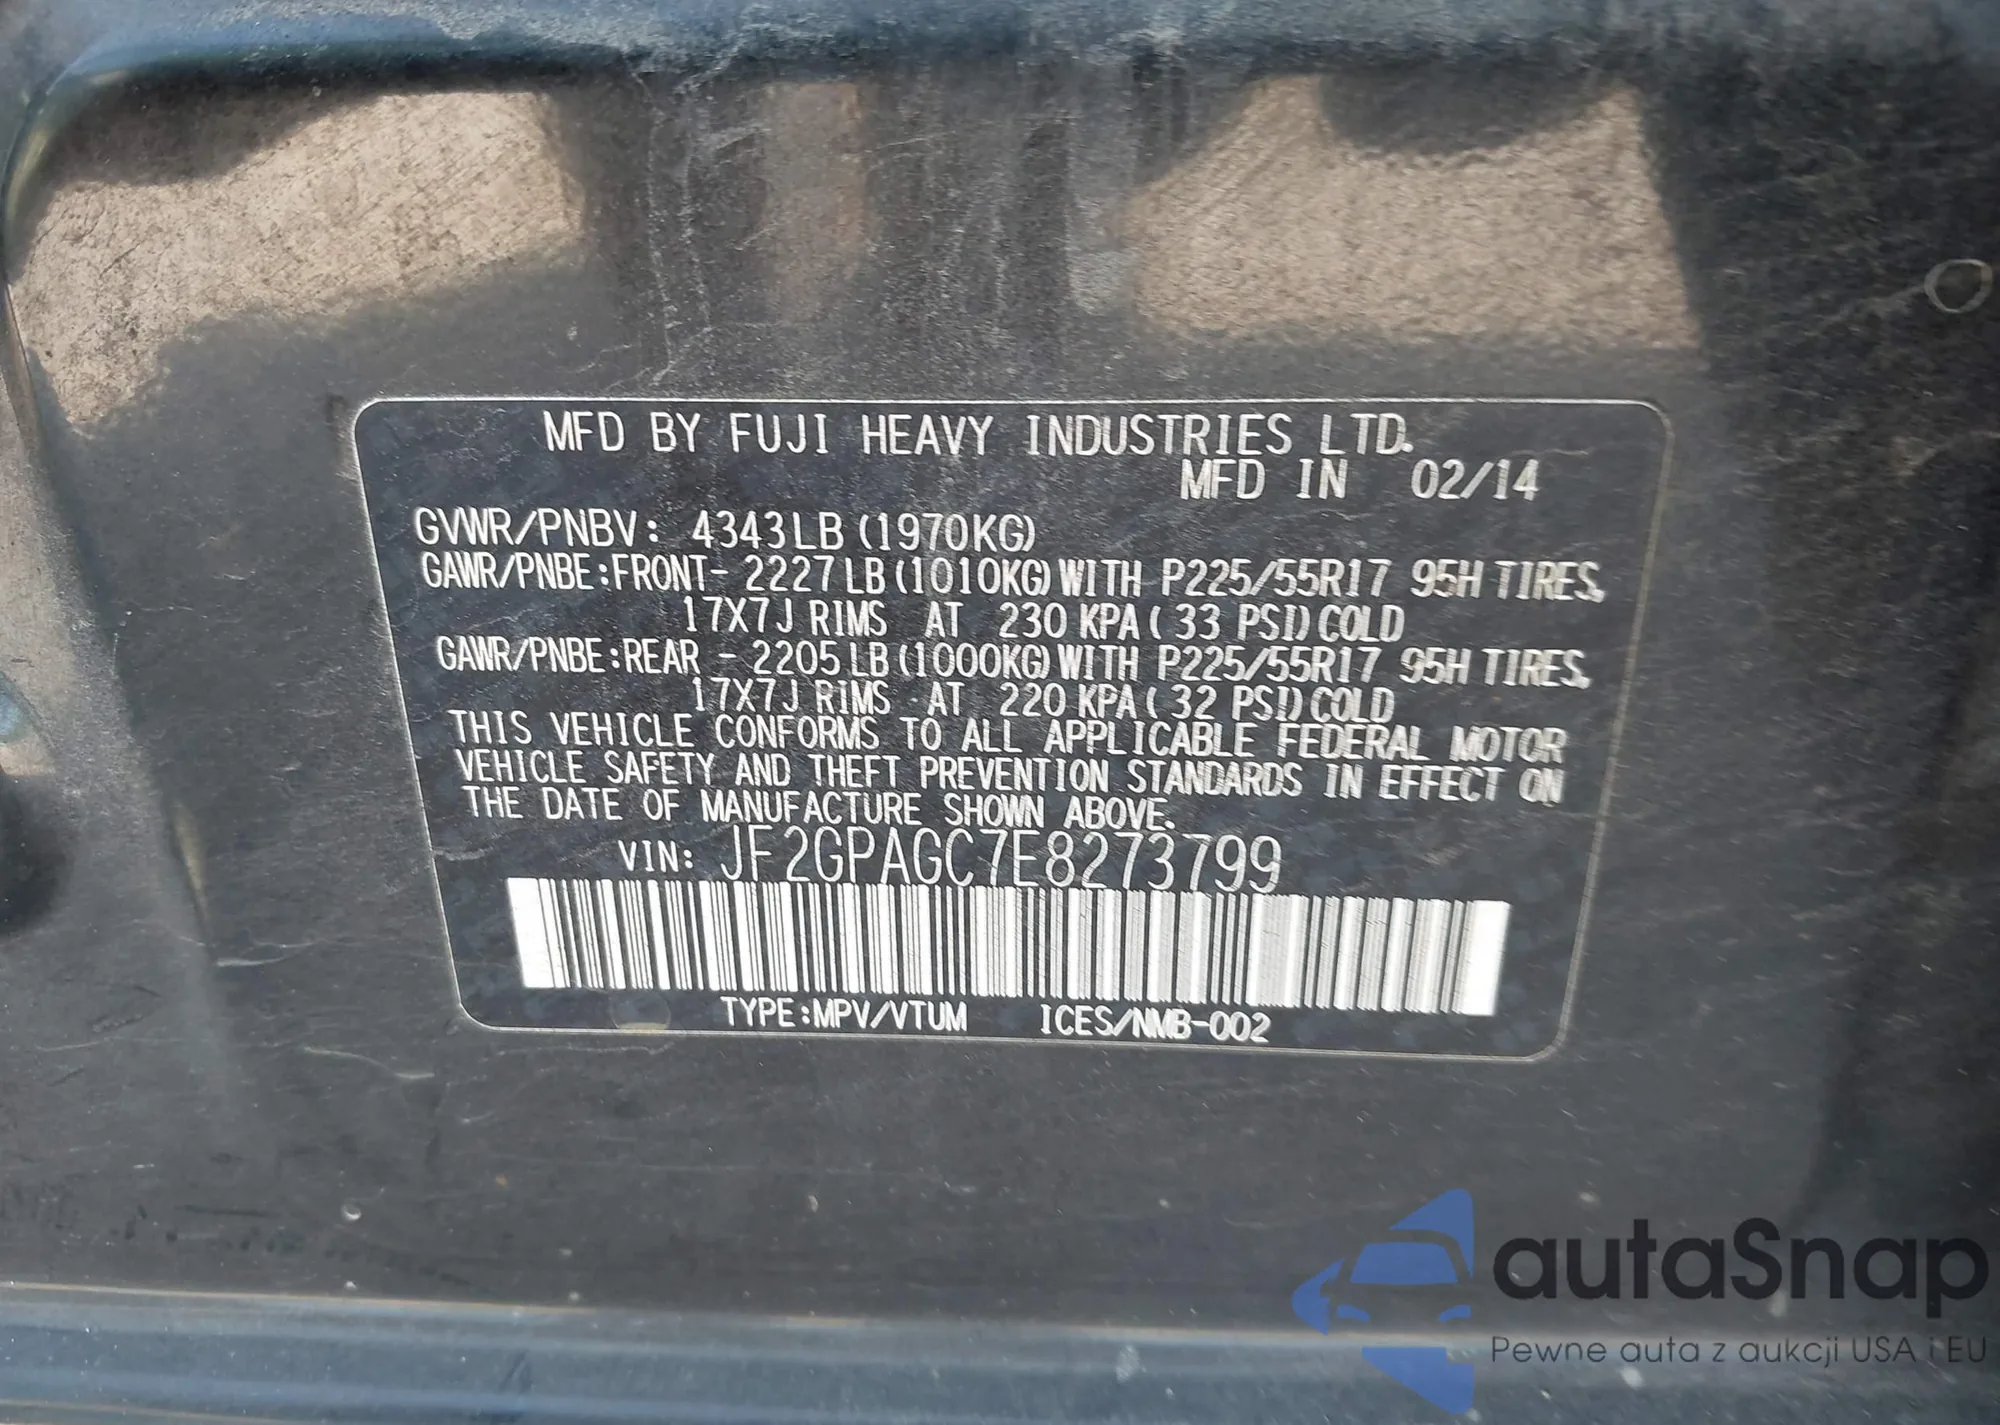 MFD BY FUJI HEAVY INDUSTRIES LTD.
MFD IN 02/14
GVWR/PNBV: 4343LB (1970KG)
GAWR/PNBE:FRONT- 2227LB (1010KG) WITH P225/55R17 95H TIRES,
17X7J RIMS AT 230 KPA ( 33 PSI) COLD
GAWR/PNBE:REAR - 2205LB (1000KG) WITH P225/55R17 95H TIRES,
17X7J RIMS AT 220 KPA ( 32 PSI) COLD
THIS VEHICLE CONFORMS TO ALL APPLICABLE FEDERAL MOTOR
VEHICLE SAFETY AND THEFT PREVENTION STANDARDS IN EFFECT ON
THE DATE OF MANUFACTURE SHOWN ABOVE.
VIN: JF2GPAGC7E8273799
TYPE:MPV/VTUM ICES/NMB-002
autaSnap
Pewne auta z aukcji USA i EU